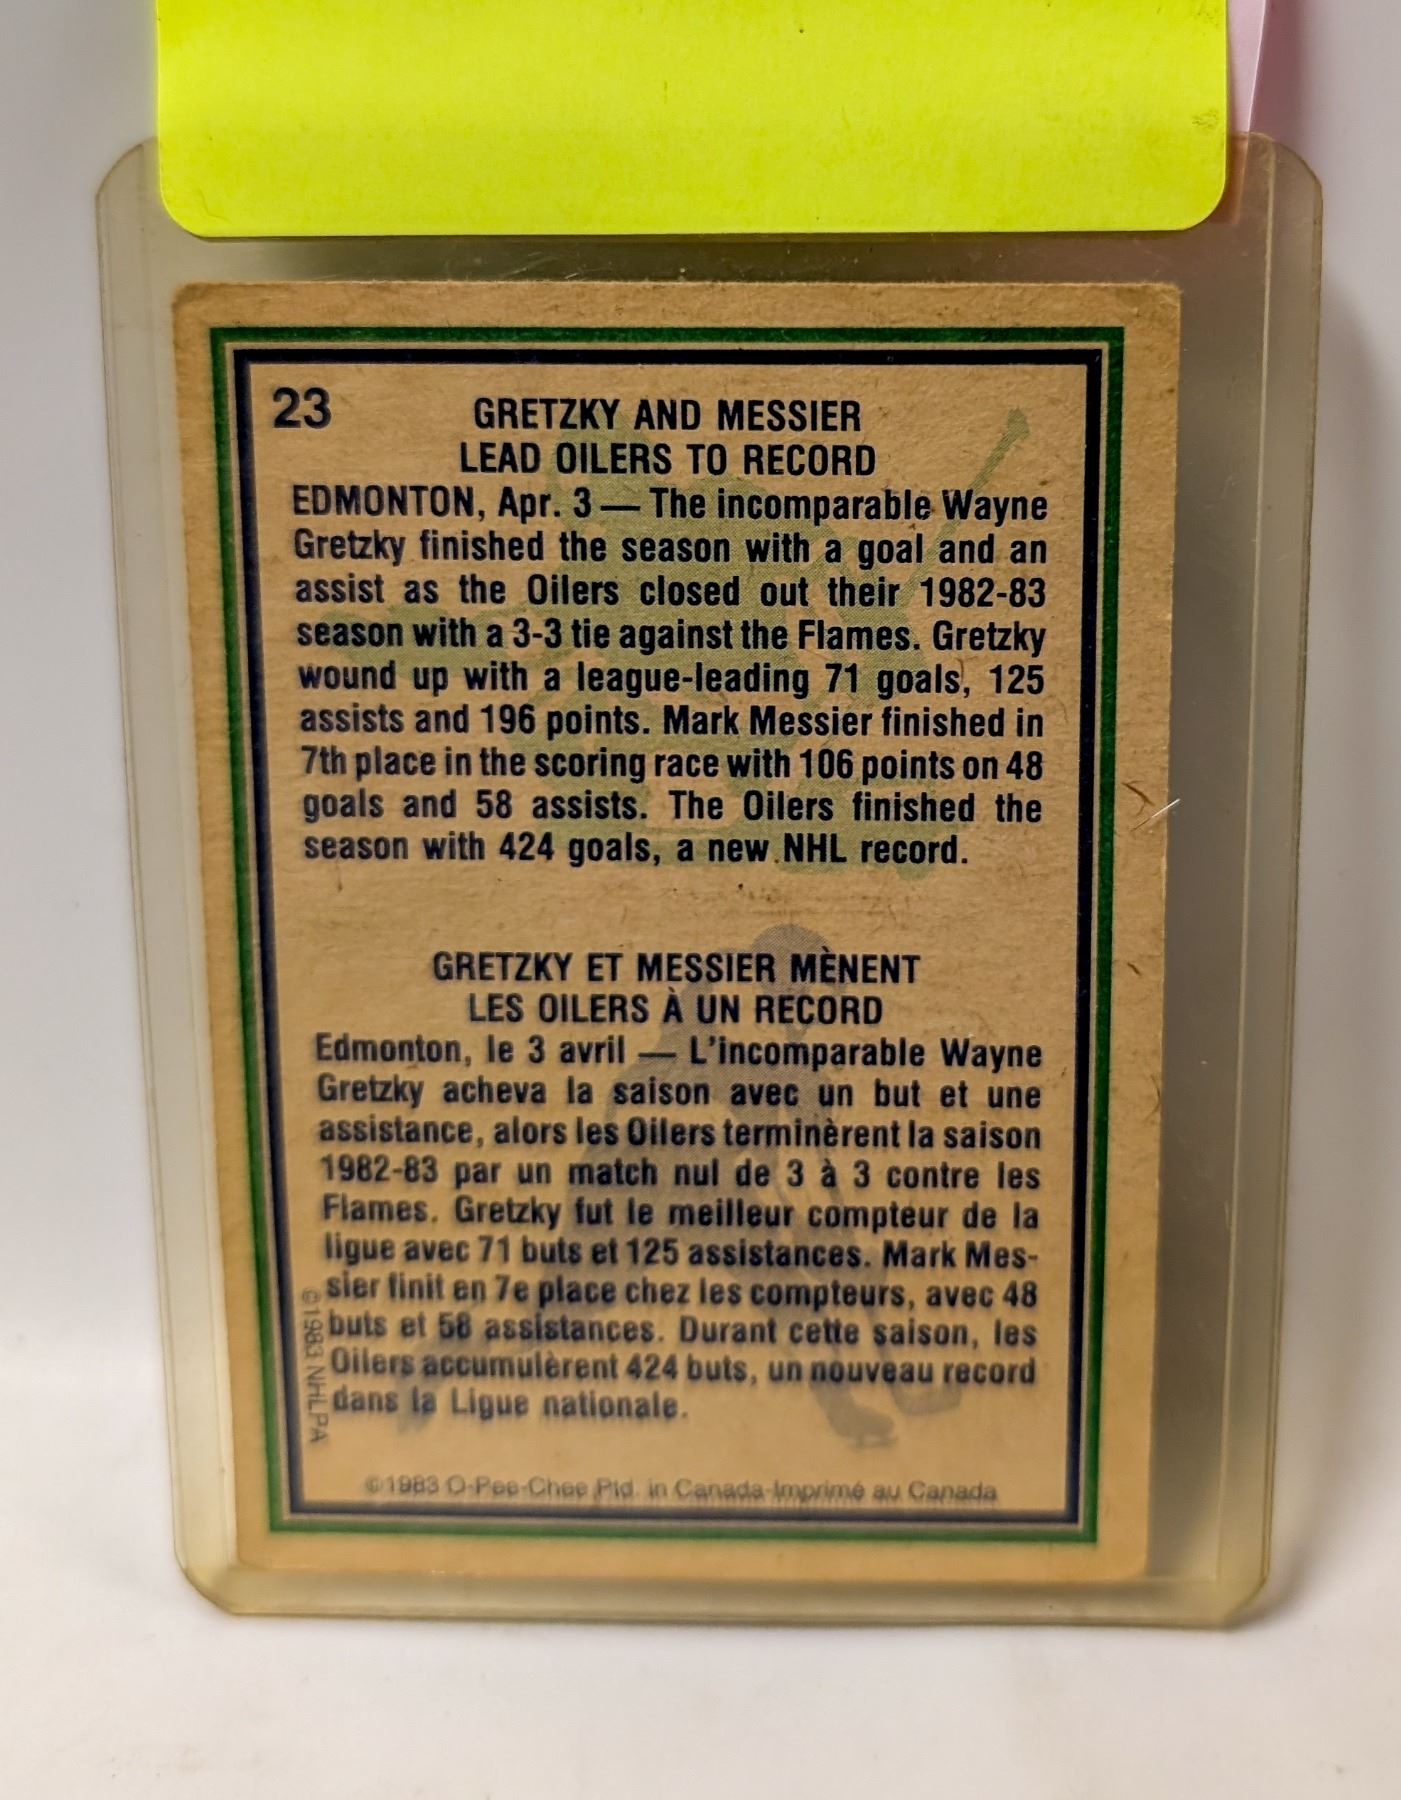 23
GRETZKY AND MESSIER
LEAD OILERS TO RECORD
EDMONTON, Apr. 3 — The incomparable Wayne
Gretzky finished the season with a goal and an
assist as the Oilers closed out their 1982-83
season with a 3-3 tie against the Flames. Gretzky
wound up with a league-leading 71 goals, 125
assists and 196 points. Mark Messier finished in
7th place in the scoring race with 106 points on 48
goals and 58 assists. The Oilers finished the
season with 424 goals, a new NHL record.
GRETZKY ET MESSIER MÈNENT
LES OILERS À UN RECORD
Edmonton, le 3 avril — L'incomparable Wayne
Gretzky acheva la saison avec un but et une
assistance, alors les Oilers terminèrent la saison
1982-83 par un match nul de 3 à 3 contre les
Flames. Gretzky fut le meilleur compteur de la
ligue avec 71 buts et 125 assistances. Mark Mes-
sier finit en 7e place chez les compteurs, avec 48
buts et 58 assistances. Durant cette saison, les
Oilers accumulèrent 424 buts, un nouveau record
dans la Ligue nationale.
©1983 NHLPA
©1983 O-Pee-Chee Ptd. in Canada-Imprimé au Canada